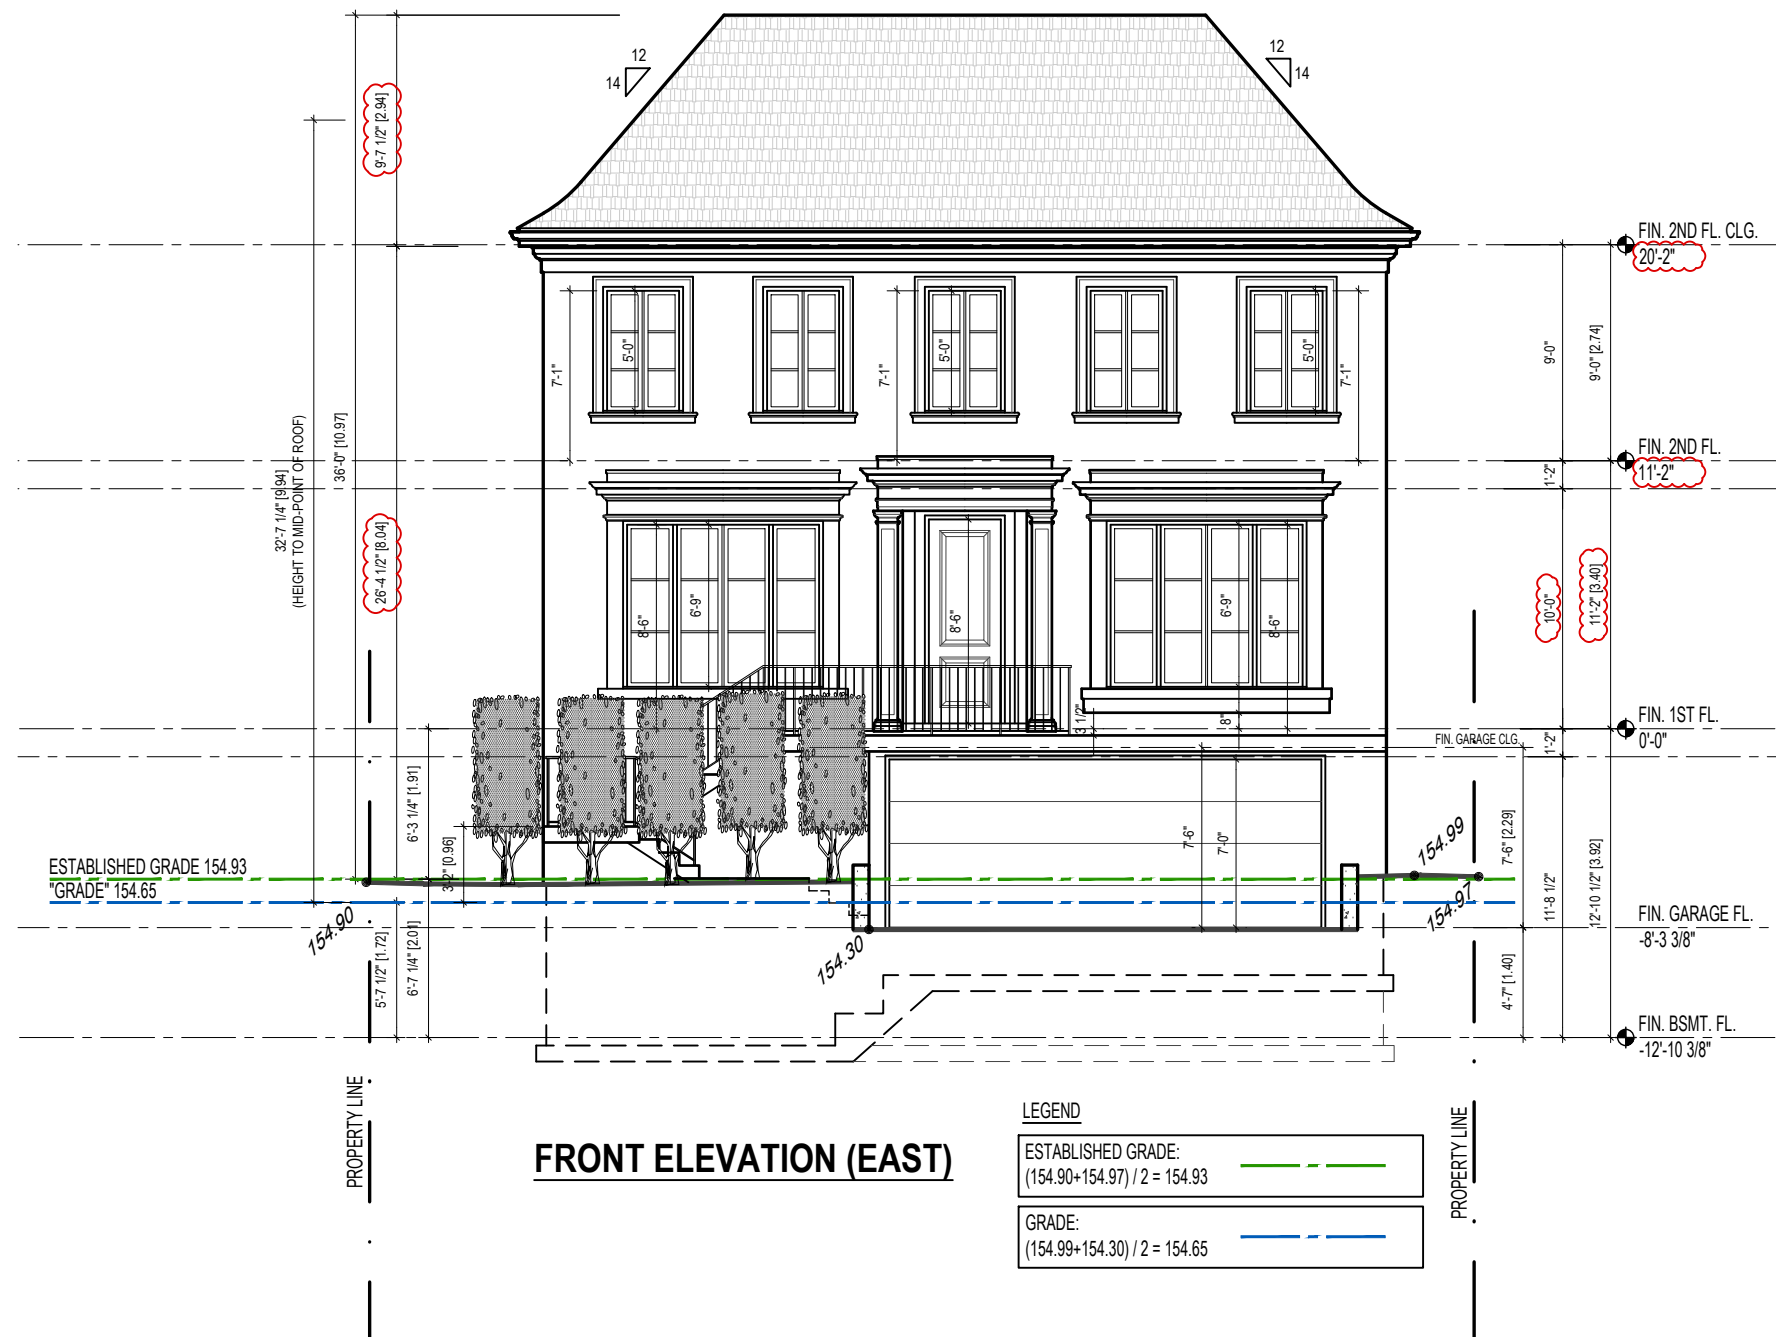 12
14
12
14
9'-7 1/2" [2.94]
FIN. 2ND FL. CLG.
20'-2"
5'-0"
5'-0"
5'-0"
7'-1"
7'-1"
7'-1"
9'-0"
9'-0" [2.74]
36'-0" [10.97]
32'-7 1/4" [9.94]
(HEIGHT TO MID-POINT OF ROOF)
FIN. 2ND FL.
11'-2"
1'-2"
26'-4 1/2" [8.04]
8'-6"
6'-9"
8'-6"
6'-9"
8'-6"
10'-0"
11'-2" [3.40]
3 1/2"
8"
FIN. 1ST FL.
0'-0"
FIN. GARAGE CLG.
1'-2"
6'-3 1/4" [1.91]
3'-2" [0.96]
7'-6"
7'-0"
154.99
7'-6" [2.29]
ESTABLISHED GRADE 154.93
"GRADE" 154.65
154.90
154.30
154.97
11'-8 1/2"
12'-10 1/2" [3.92]
FIN. GARAGE FL.
-8'-3 3/8"
5'-7 1/2" [1.72]
6'-7 1/4" [2.01]
4'-7" [1.40]
FIN. BSMT. FL.
-12'-10 3/8"
PROPERTY LINE
PROPERTY LINE
FRONT ELEVATION (EAST)
LEGEND
ESTABLISHED GRADE:
(154.90+154.97) / 2 = 154.93
GRADE:
(154.99+154.30) / 2 = 154.65